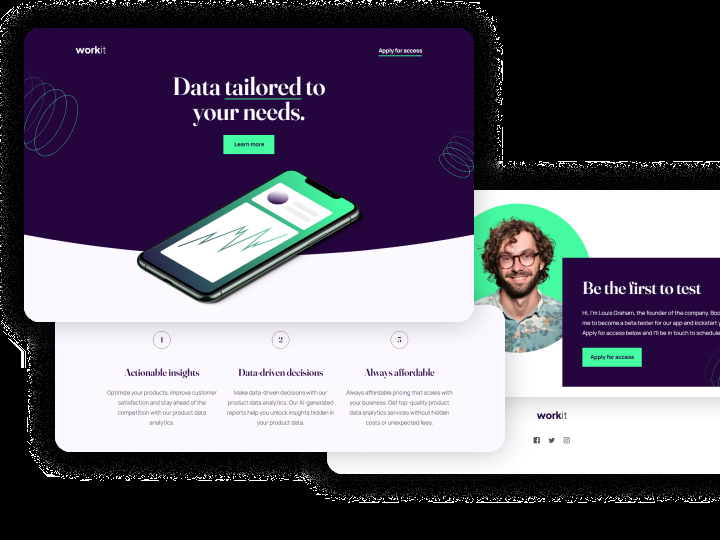 workit
Apply for access
Data tailored to
your needs.
Learn more
Be the first to test
Hi, I'm Louis Graham, the founder of the company.
me to become a beta tester for our app and kickstart
Apply for access below and I'll be in touch to schedule
Apply for access
1
2
3
Actionable insights
Data-driven decisions
Always affordable
Optimize your products, improve customer
satisfaction and stay ahead of the
competition with our product data
analytics.
Make data-driven decisions with our
product data analytics. Our AI-generated
reports help you unlock insights hidden in
your product data.
Always affordable pricing that scales with
your business. Get top-quality product
data analytics services without hidden
costs or unexpected fees.
workit